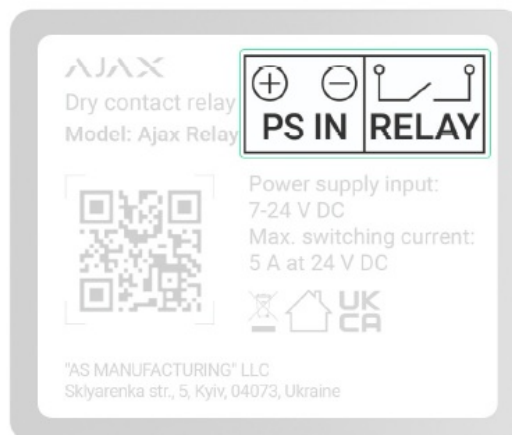 AJAX
Dry contact relay
Model: Ajax Relay
PS IN
RELAY
Power supply input:
7-24 V DC
Max. switching current:
5 A at 24 V DC
UK
CA
"AS MANUFACTURING" LLC
Sklyarenka str., 5, Kyiv, 04073, Ukraine